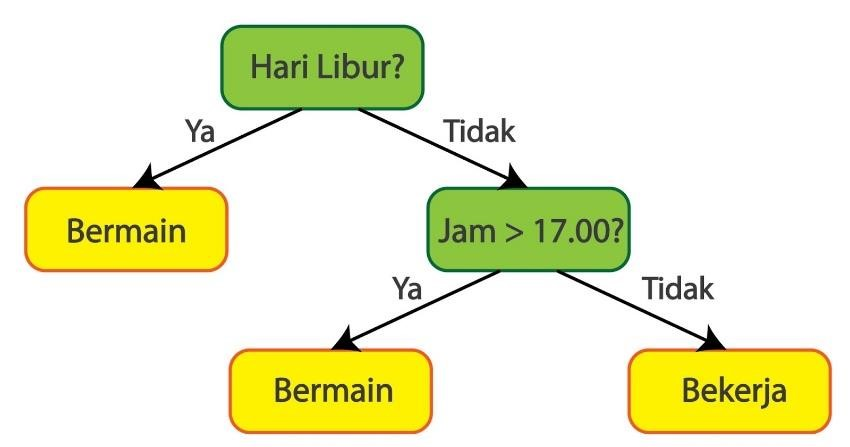 Hari Libur?
Ya
Tidak
Bermain
Jam > 17.00?
Ya
Tidak
Bermain
Bekerja